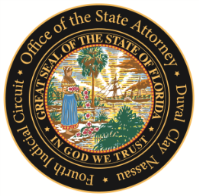 Office of the State Attorney
Duval Clay Nassau
Fourth Judicial Circuit
GREAT SEAL OF THE STATE OF FLORIDA
IN GOD WE TRUST